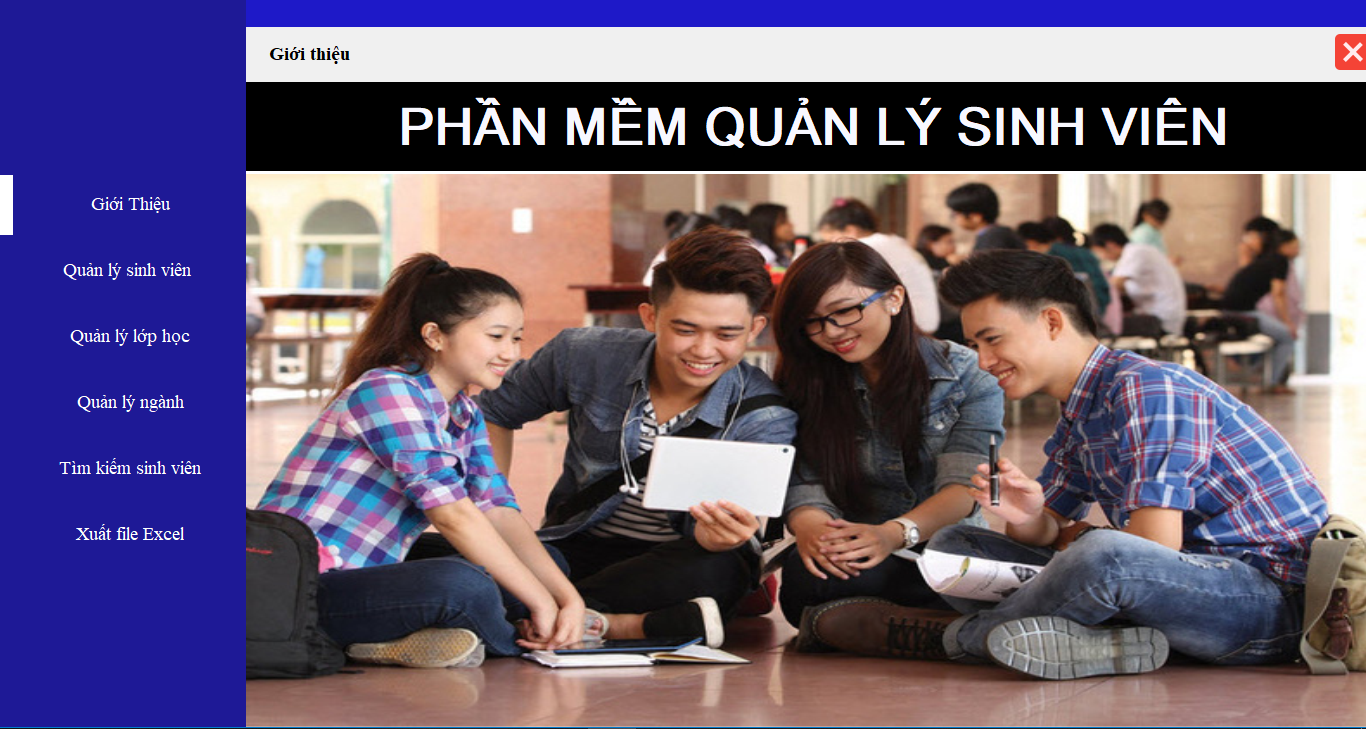 Giới thiệu
PHẦN MỀM QUẢN LÝ SINH VIÊN
Giới Thiệu
Quản lý sinh viên
Quản lý lớp học
Quản lý ngành
Tìm kiếm sinh viên
Xuất file Excel